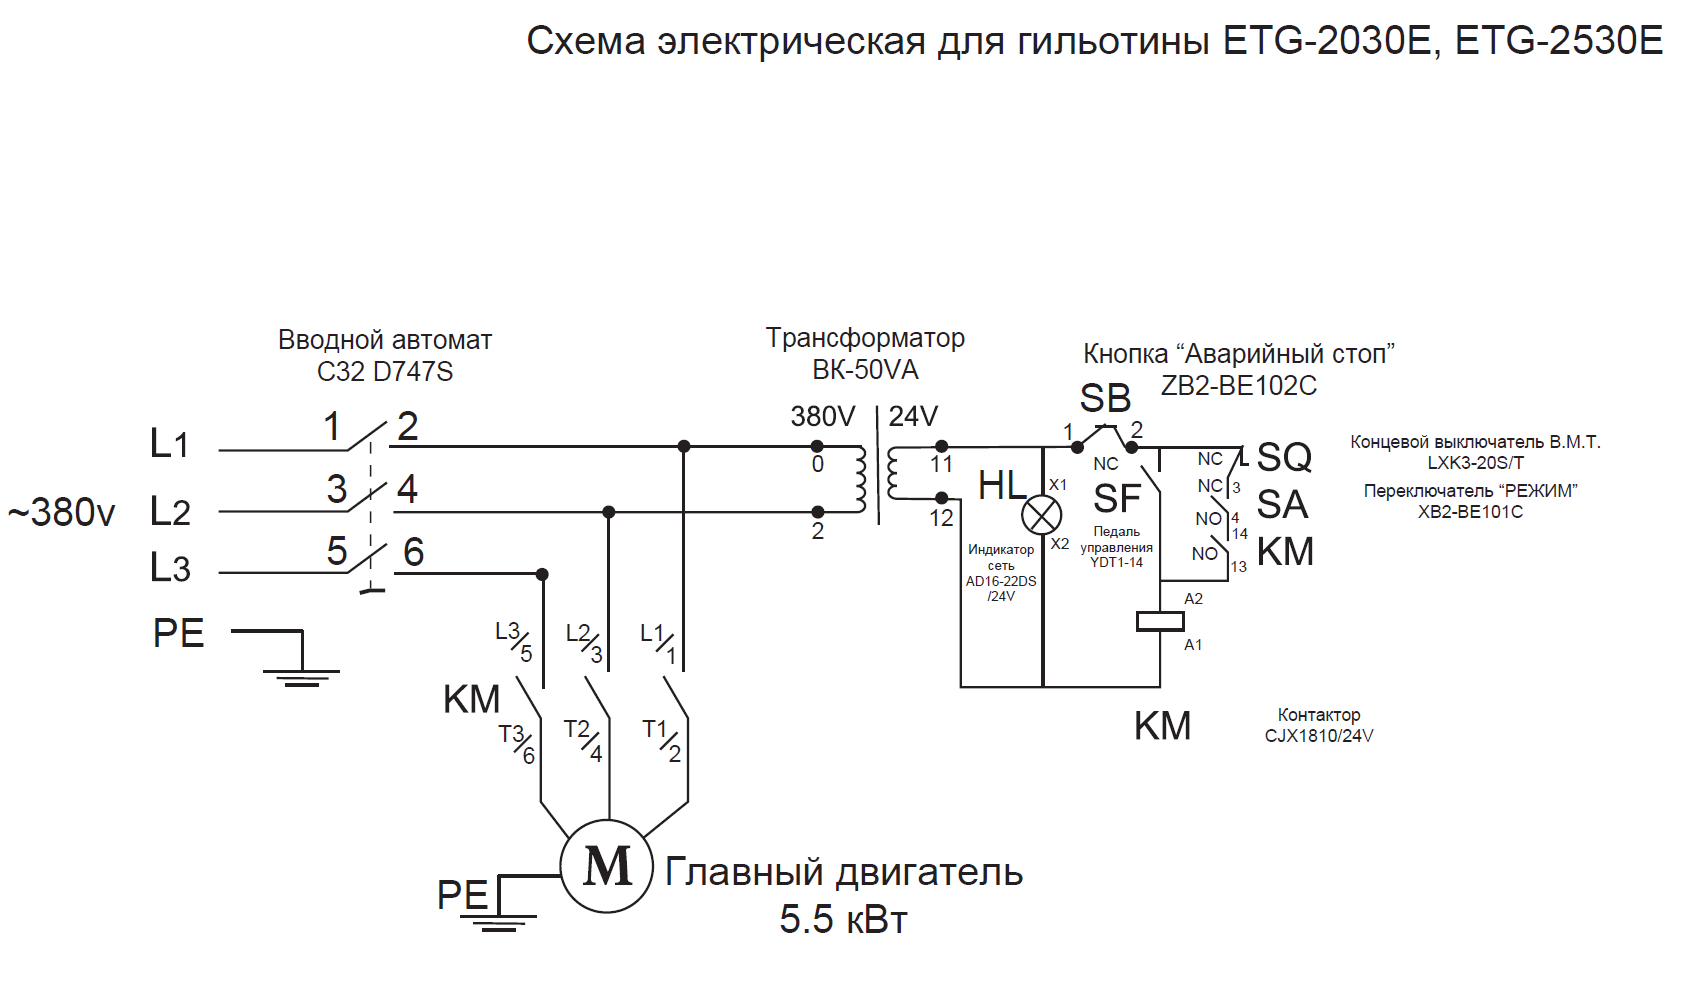 Схема электрическая для гильотины ETG-2030E, ETG-2530E
Вводной автомат
C32 D747S
Трансформатор
BK-50VA
Кнопка “Аварийный стоп”
ZB2-BE102C
380V 24V
SB
L1 1 2
0 11
1 2
NC
NC
SQ
Концевой выключатель В.М.Т.
LXK3-20S/T
~380v L2 3 4
2 12
HL X1
X2
SF
NC 3
SA
Переключатель “РЕЖИМ”
XB2-BE101C
NO 4
14
KM
NO
13
Индикатор
сеть
AD16-22DS
/24V
Педаль
управления
YDT1-14
L3 5 6
PE
A2
A1
L3/5 L2/3 L1/1
KM
T3/6 T2/4 T1/2
KM
Контактор
CJX1810/24V
M
PE
Главный двигатель
5.5 кВт